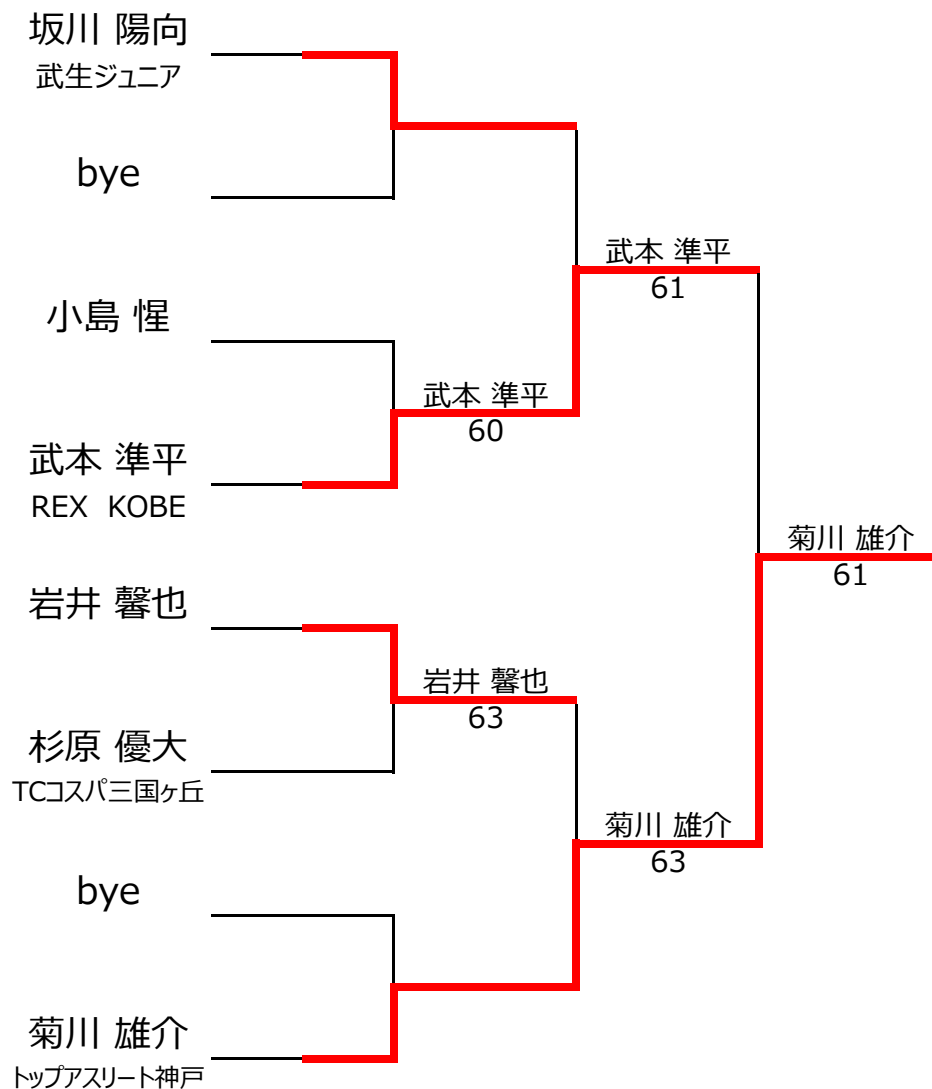 坂川 陽向
武生ジュニア
bye
小島 惺
武本 準平
REX KOBE
岩井 馨也
杉原 優大
TCコスパ三国ヶ丘
bye
菊川 雄介
トップアスリート神戸
武本 準平
60
岩井 馨也
63
武本 準平
61
菊川 雄介
63
菊川 雄介
61